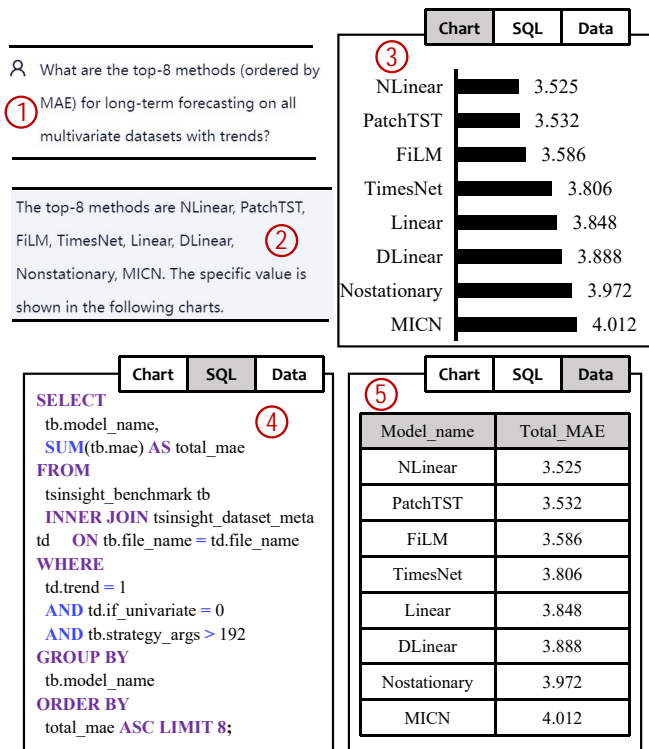 What are the top-8 methods (ordered by
MAE) for long-term forecasting on all
multivariate datasets with trends?
1
The top-8 methods are NLinear, PatchTST,
FiLM, TimesNet, Linear, DLinear,
Nonstationary, MICN. The specific value is
shown in the following charts.
2
Chart SQL Data
3
NLinear 3.525
PatchTST 3.532
FiLM 3.586
TimesNet 3.806
Linear 3.848
DLinear 3.888
Nostationary 3.972
MICN 4.012
Chart SQL Data
4
SELECT
tb.model_name,
SUM(tb.mae) AS total_mae
FROM
tsinsight_benchmark tb
INNER JOIN tsinsight_dataset_meta
td ON tb.file_name = td.file_name
WHERE
td.trend = 1
AND td.if_univariate = 0
AND tb.strategy_args > 192
GROUP BY
tb.model_name
ORDER BY
total_mae ASC LIMIT 8;
Chart SQL Data
5
Model_name Total_MAE
NLinear 3.525
PatchTST 3.532
FiLM 3.586
TimesNet 3.806
Linear 3.848
DLinear 3.888
Nostationary 3.972
MICN 4.012